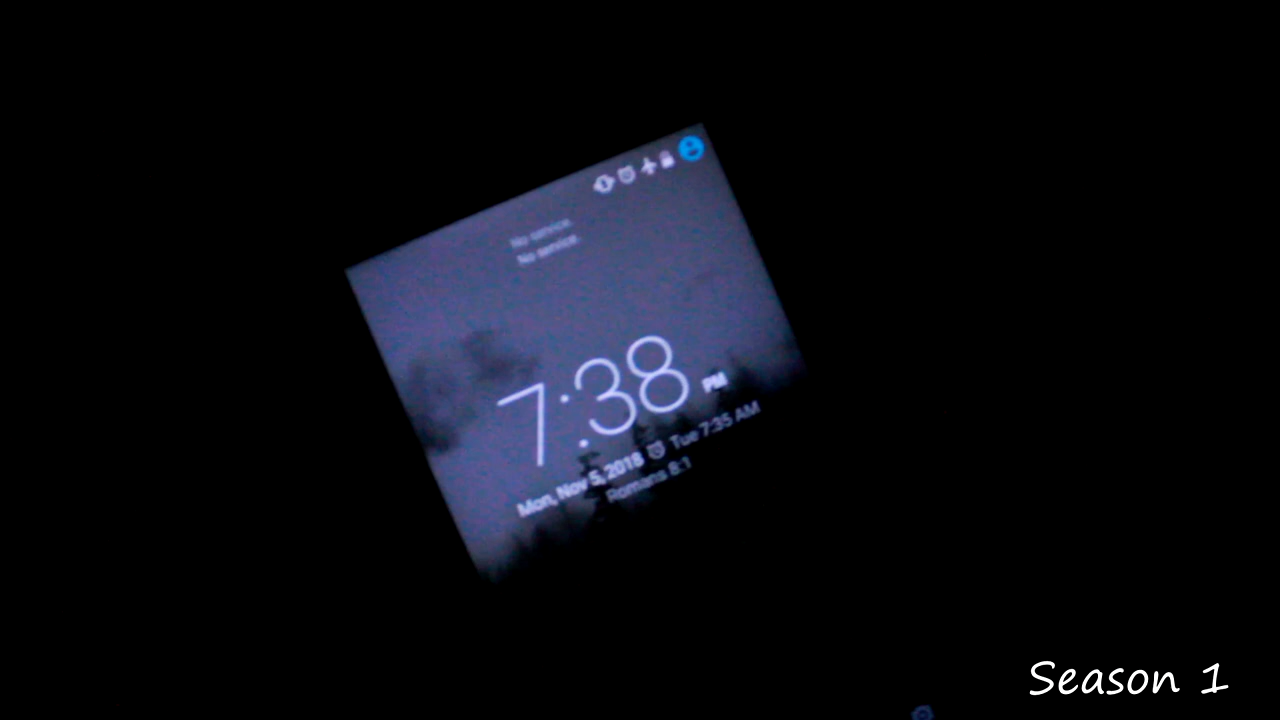 No service
No service
7:38 PM
Mon, Nov 5, 2018 Tue 7:35 AM
Romans 8:1
Season 1